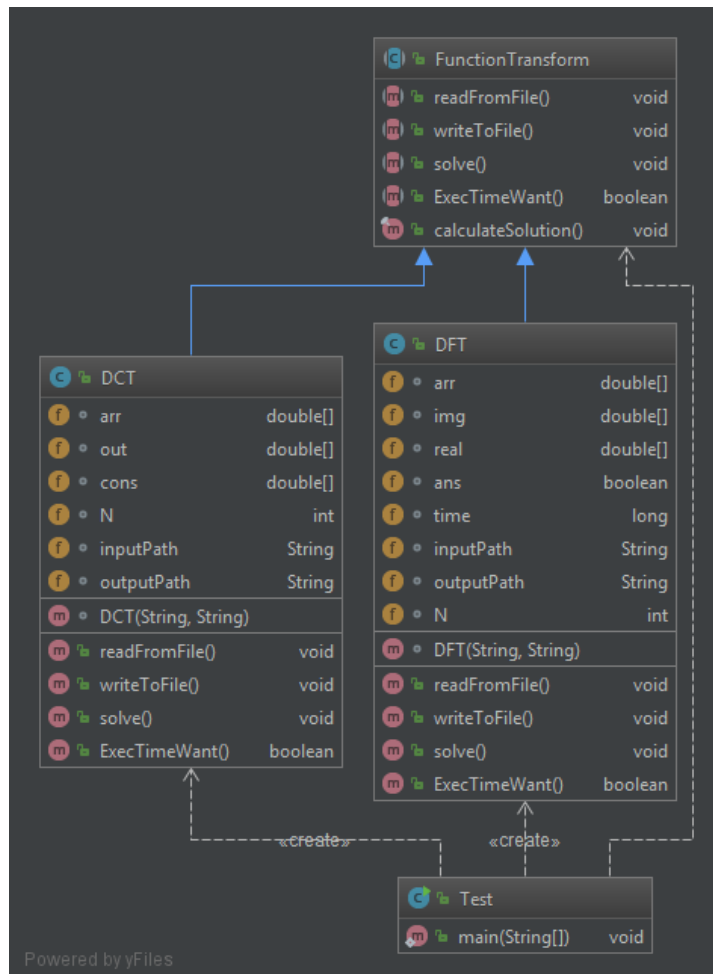 FunctionTransform
readFromFile() void
writeToFile() void
solve() void
ExecTimeWant() boolean
calculateSolution() void
DCT
arr double[]
out double[]
cons double[]
N int
inputPath String
outputPath String
DCT(String, String)
readFromFile() void
writeToFile() void
solve() void
ExecTimeWant() boolean
DFT
arr double[]
img double[]
real double[]
ans boolean
time long
inputPath String
outputPath String
N int
DFT(String, String)
readFromFile() void
writeToFile() void
solve() void
ExecTimeWant() boolean
«create»
«create»
Test
main(String[]) void
Powered by yFiles